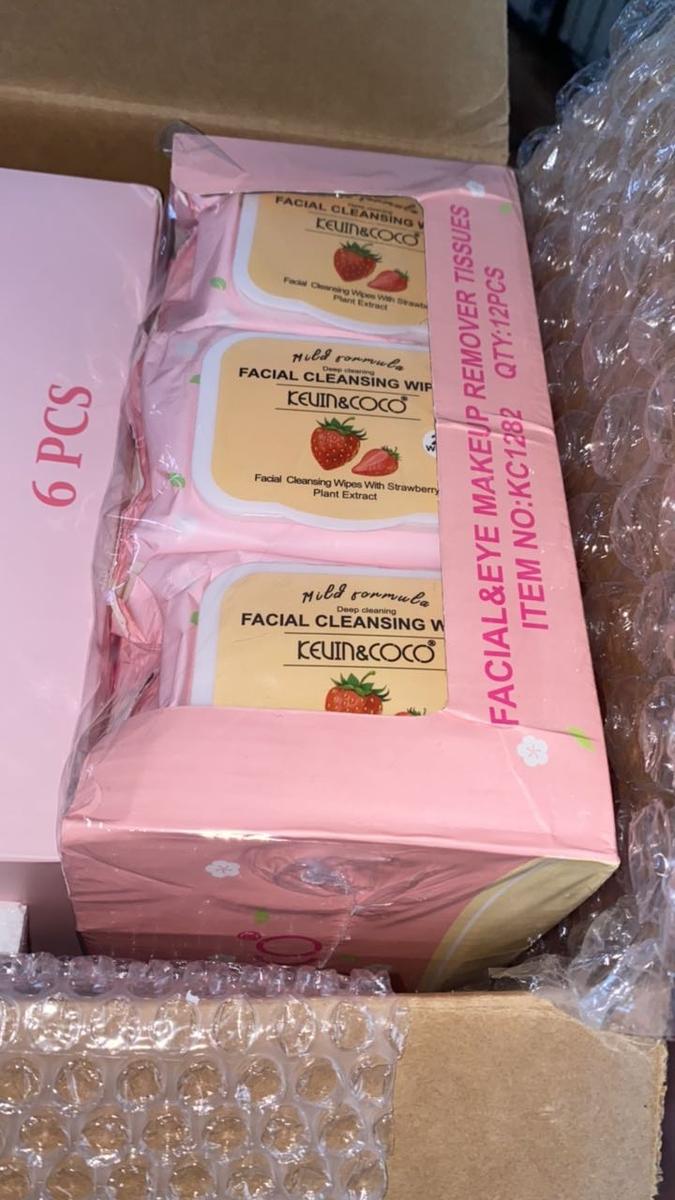 6 PCS
FACIAL CLEANSING
KEVIN&COCO®
Facial Cleansing Wipes With
Plant Extract
Mild Formula
Deep cleaning
FACIAL CLEANSING
KEVIN&COCO®
Facial Cleansing Wipes With Strawberry
Plant Extract
Mild Formula
Deep cleaning
FACIAL CLEANSING
KEVIN&COCO®
FACIAL&EYE MAKEUP REMOVER TISSUES
ITEM NO:KC1282 QTY:12PCS